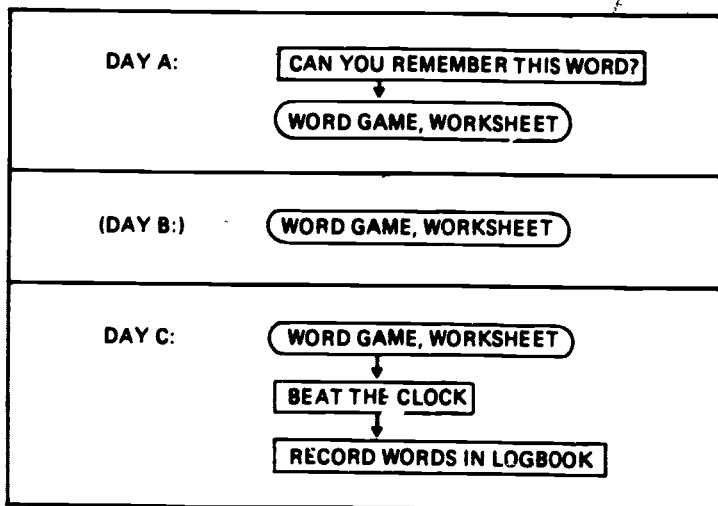 DAY A: CAN YOU REMEMBER THIS WORD?
WORD GAME, WORKSHEET
(DAY B:) WORD GAME, WORKSHEET
DAY C: WORD GAME, WORKSHEET
BEAT THE CLOCK
RECORD WORDS IN LOGBOOK